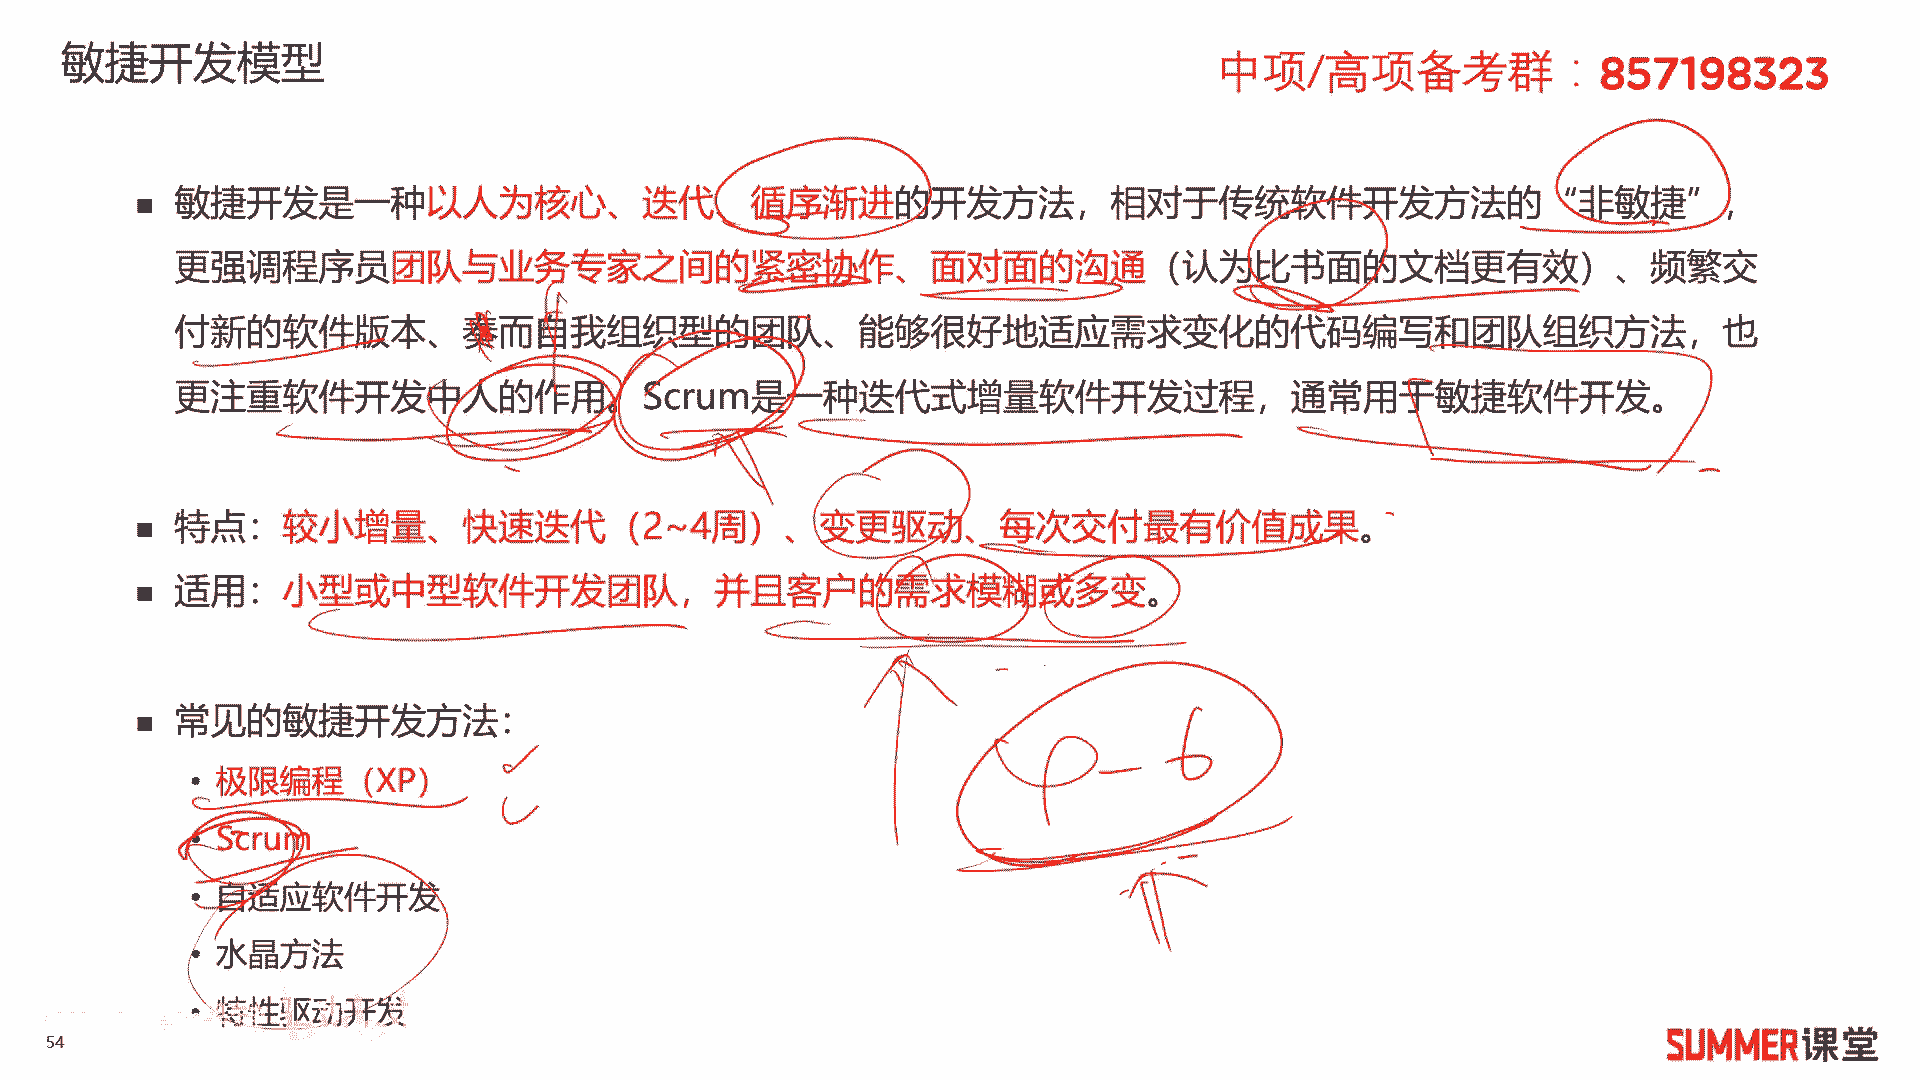 敏捷开发模型
中项/高项备考群：857198323
■ 敏捷开发是一种以人为核心、迭代、循序渐进的开发方法，相对于传统软件开发方法的“非敏捷”，
更强调程序员团队与业务专家之间的紧密协作、面对面的沟通（认为比书面的文档更有效）、频繁交
付新的软件版本、而自我组织型的团队、能够很好地适应需求变化的代码编写和团队组织方法，也
更注重软件开发中人的作用。Scrum是一种迭代式增量软件开发过程，通常用于敏捷软件开发。
■ 特点：较小增量、快速迭代（2~4周）、变更驱动、每次交付最有价值成果。
■ 适用：小型或中型软件开发团队，并且客户的需求模糊或多变。
■ 常见的敏捷开发方法：
• 极限编程（XP）
• Scrum
• 自适应软件开发
• 水晶方法
• 特性驱动开发
P-6
54
SUMMER课堂